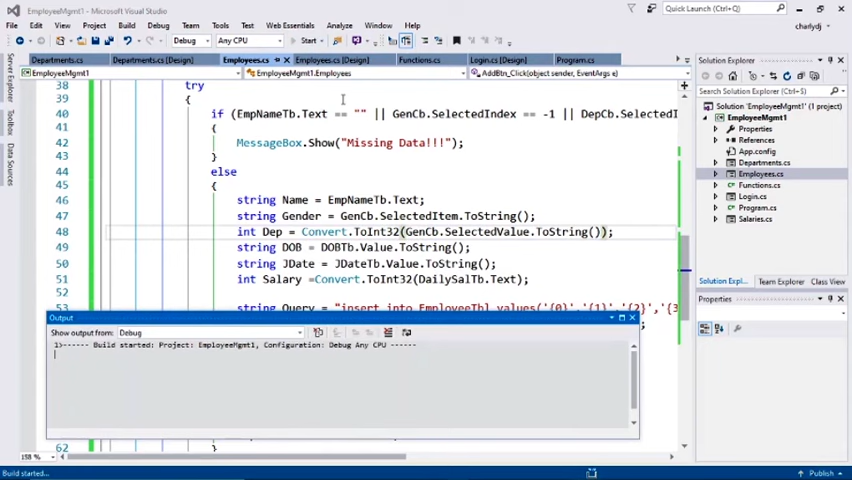 EmployeeMgmt1 - Microsoft Visual Studio
Quick Launch (Ctrl+Q)
File Edit View Project Build Debug Team Tools Test Web Essentials Analyze Window Help
charlydj
Debug Any CPU Start
Departments.cs Departments.cs [Design] Employees.cs Employees.cs [Design] Functions.cs Login.cs [Design] Program.cs
EmployeeMgmt1 EmployeeMgmt1.Employees AddBtn_Click(object sender, EventArgs e)
Server Explorer
Toolbox
Data Sources
38 try
39 {
40 if (EmpNameTb.Text == "" || GenCb.SelectedIndex == -1 || DepCb.SelectedI
41 {
42 MessageBox.Show("Missing Data!!!");
43 }
44 else
45 {
46 string Name = EmpNameTb.Text;
47 string Gender = GenCb.SelectedItem.ToString();
48 int Dep = Convert.ToInt32(GenCb.SelectedValue.ToString());
49 string DOB = DOBTb.Value.ToString();
50 string JDate = JDateTb.Value.ToString();
51 int Salary =Convert.ToInt32(DailySalTb.Text);
52
53 string Query = "insert into EmployeeTbl values('{0}','{1}','{2}','{3
;
62 }
158 %
Output
Show output from: Debug
1>------ Build started: Project: EmployeeMgmt1, Configuration: Debug Any CPU ------
Solution Explorer
Search Solution Explorer (Ctrl+;)
Solution 'EmployeeMgmt1' (1 project)
EmployeeMgmt1
Properties
References
App.config
Departments.cs
Employees.cs
Functions.cs
Login.cs
Program.cs
Salaries.cs
Solution Expl... Team Explorer Class View
Properties
Build started...
Publish